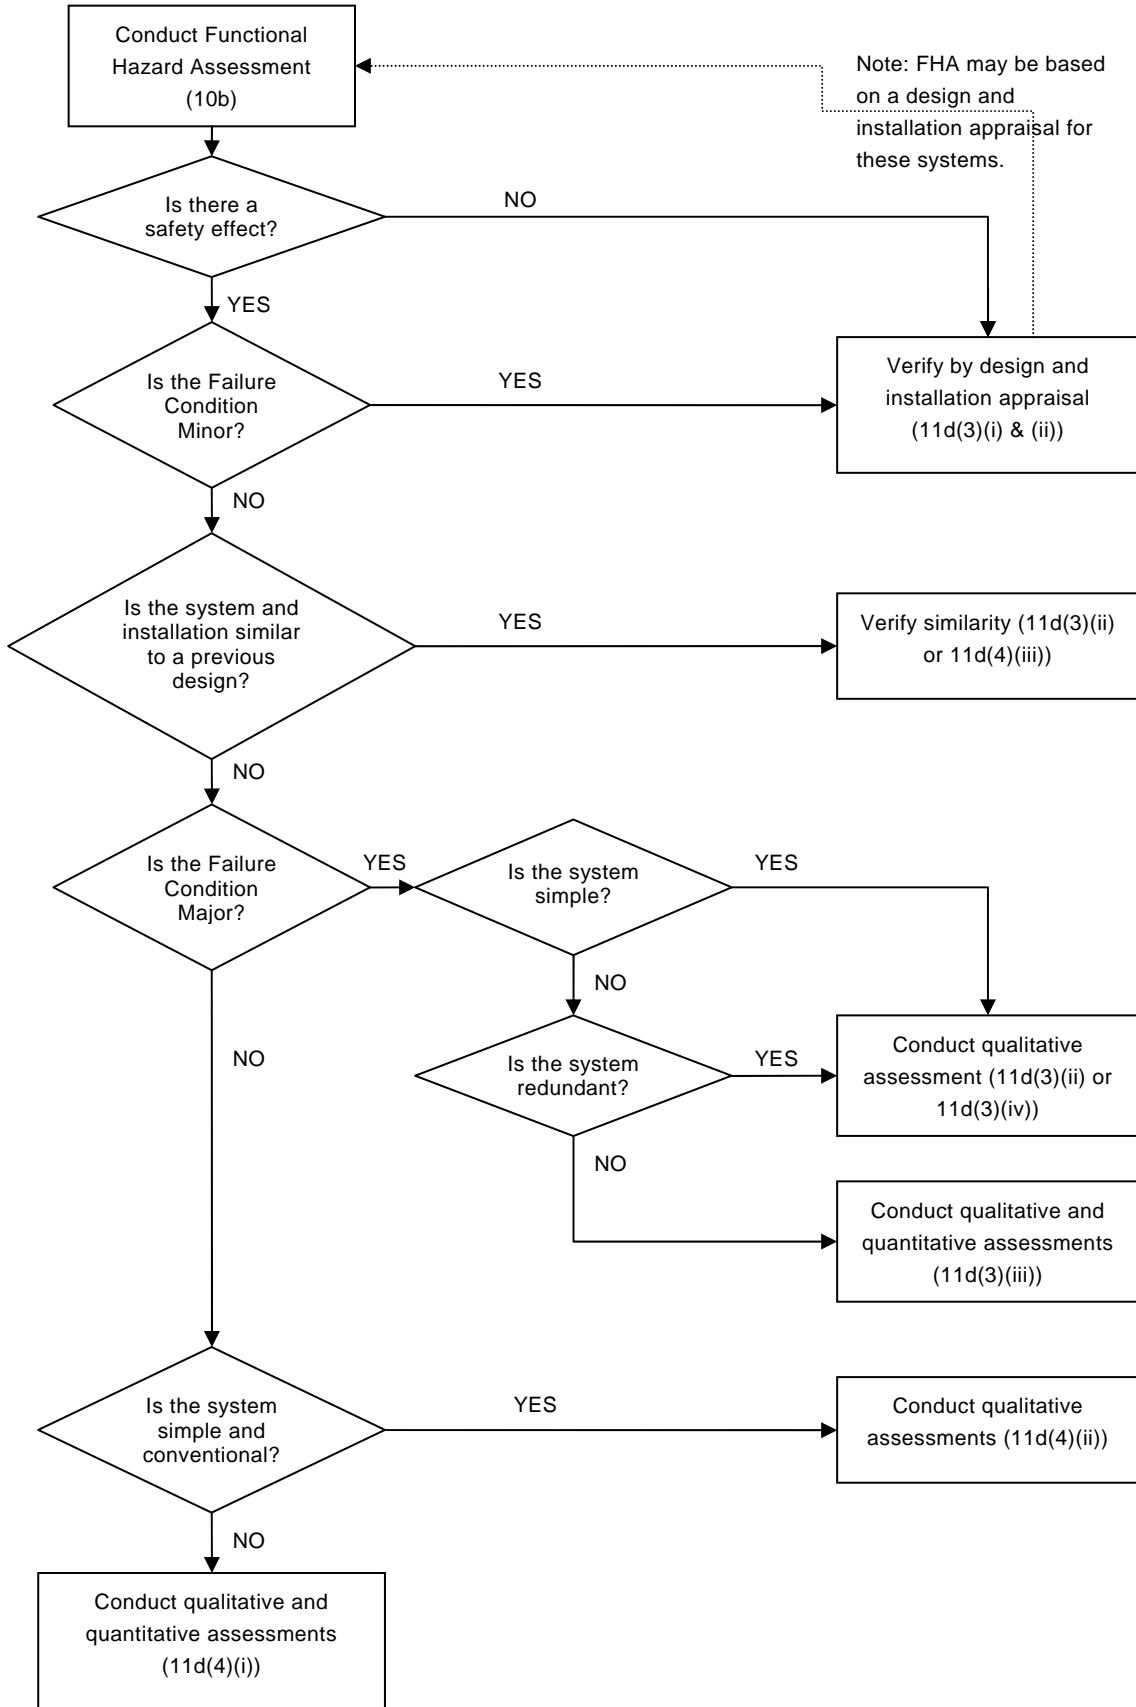 Conduct Functional
Hazard Assessment
(10b)
Note: FHA may be based
on a design and
installation appraisal for
these systems.
Is there a
safety effect?
NO
YES
Is the Failure
Condition
Minor?
YES
Verify by design and
installation appraisal
(11d(3)(i) & (ii))
NO
Is the system and
installation similar
to a previous
design?
YES
Verify similarity (11d(3)(ii)
or 11d(4)(iii))
NO
Is the Failure
Condition
Major?
YES
Is the system
simple?
YES
NO
NO
Is the system
redundant?
YES
Conduct qualitative
assessment (11d(3)(ii) or
11d(3)(iv))
NO
Conduct qualitative and
quantitative assessments
(11d(3)(iii))
Is the system
simple and
conventional?
YES
Conduct qualitative
assessments (11d(4)(ii))
NO
Conduct qualitative and
quantitative assessments
(11d(4)(i))